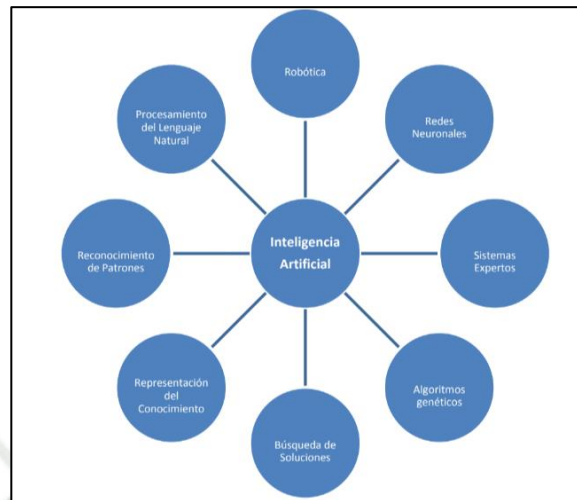 Robótica
Redes
Neuronales
Sistemas
Expertos
Algoritmos
genéticos
Búsqueda de
Soluciones
Representación
del
Conocimiento
Reconocimiento
de Patrones
Procesamiento
del Lenguaje
Natural
Inteligencia
Artificial